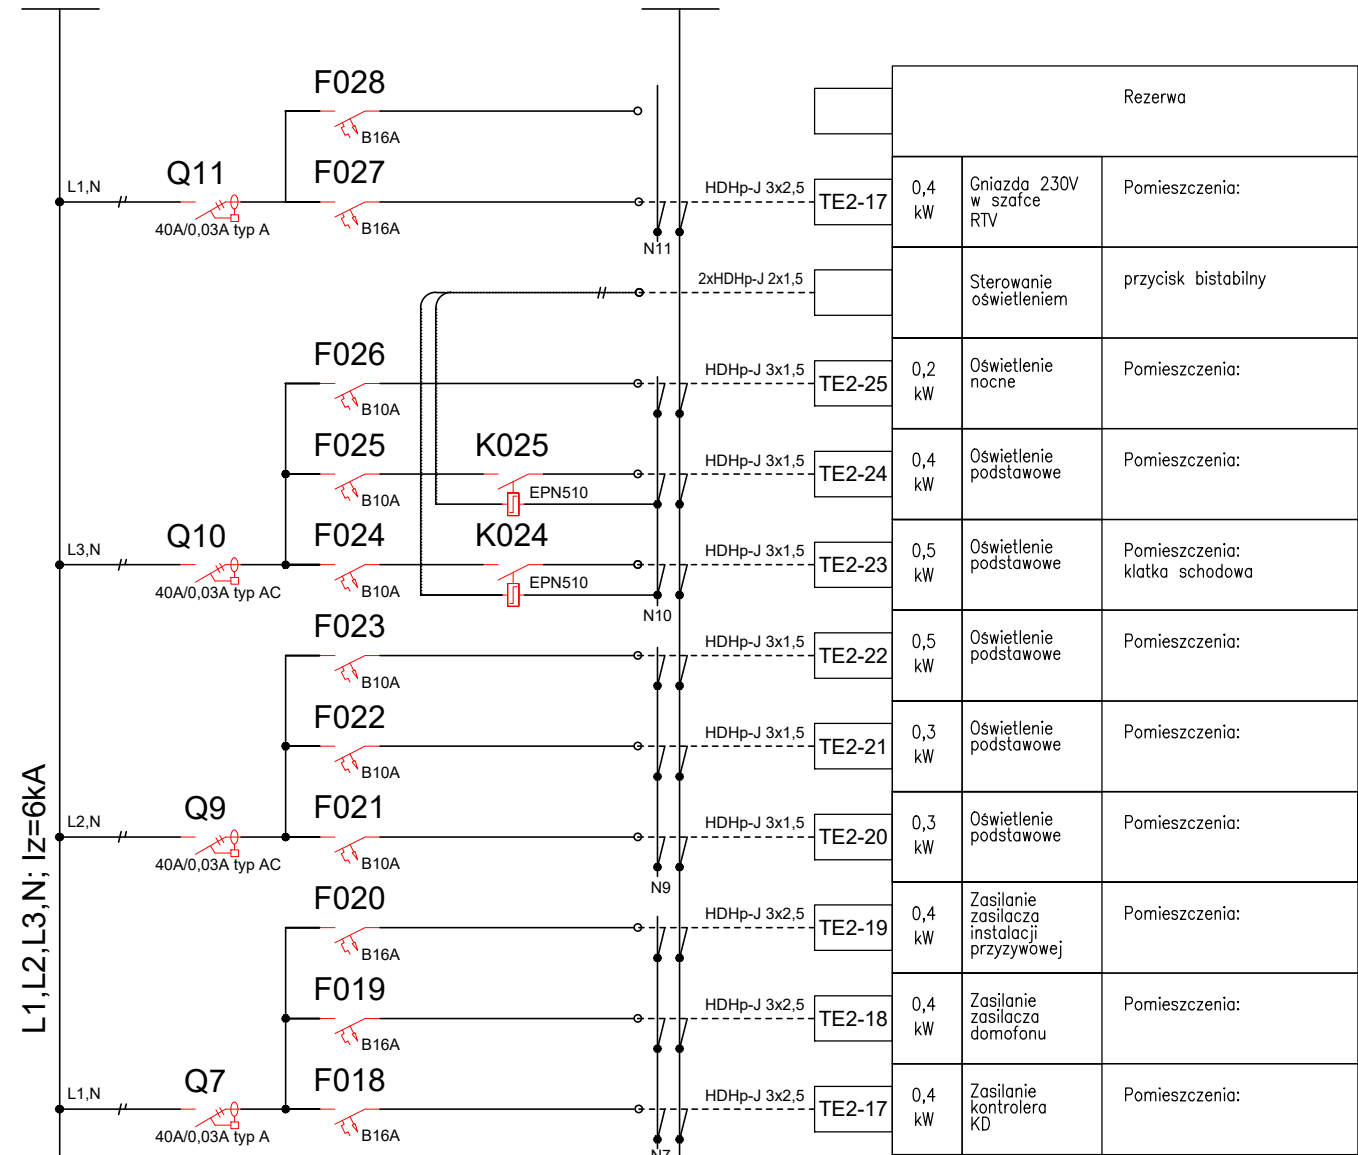 F028
B16A
Rezerwa
Q11
F027
L1,N
40A/0,03A typ A
B16A
N11
HDHp-J 3x2,5
TE2-17
0,4
kW
Gniazda 230V
w szafce
RTV
Pomieszczenia:
2xHDHp-J 2x1,5
Sterowanie
oświetleniem
przycisk bistabilny
F026
B10A
HDHp-J 3x1,5
TE2-25
0,2
kW
Oświetlenie
nocne
Pomieszczenia:
F025
B10A
K025
EPN510
HDHp-J 3x1,5
TE2-24
0,4
kW
Oświetlenie
podstawowe
Pomieszczenia:
L3,N
Q10
40A/0,03A typ AC
F024
B10A
K024
EPN510
N10
HDHp-J 3x1,5
TE2-23
0,5
kW
Oświetlenie
podstawowe
Pomieszczenia:
klatka schodowa
F023
B10A
HDHp-J 3x1,5
TE2-22
0,5
kW
Oświetlenie
podstawowe
Pomieszczenia:
F022
B10A
HDHp-J 3x1,5
TE2-21
0,3
kW
Oświetlenie
podstawowe
Pomieszczenia:
L1,L2,L3,N; Iz=6kA
L2,N
Q9
40A/0,03A typ AC
F021
B10A
N9
HDHp-J 3x1,5
TE2-20
0,3
kW
Oświetlenie
podstawowe
Pomieszczenia:
F020
B16A
HDHp-J 3x2,5
TE2-19
0,4
kW
Zasilanie
zasilacza
instalacji
przyzywowej
Pomieszczenia:
F019
B16A
HDHp-J 3x2,5
TE2-18
0,4
kW
Zasilanie
zasilacza
domofonu
Pomieszczenia:
L1,N
Q7
40A/0,03A typ A
F018
B16A
N7
HDHp-J 3x2,5
TE2-17
0,4
kW
Zasilanie
kontrolera
KD
Pomieszczenia: